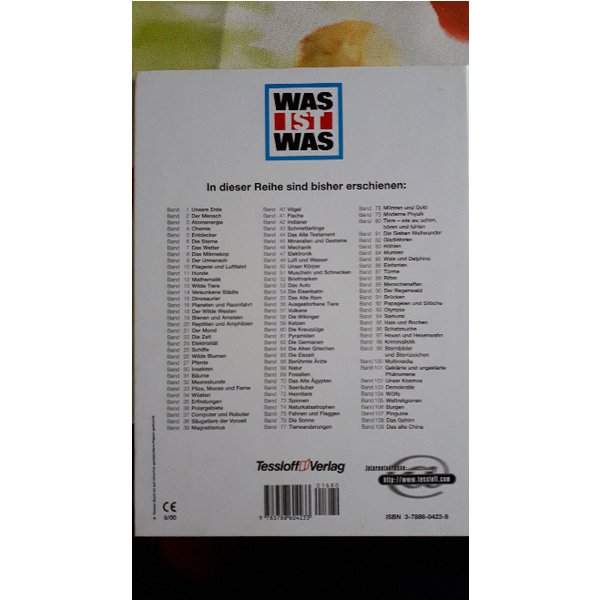 WAS
IST
WAS
In dieser Reihe sind bisher erschienen:
Band 1 Unsere Erde
Band 2 Der Mensch
Band 3 Atomenergie
Band 4 Chemie
Band 5 Entdecker
Band 6 Die Sterne
Band 7 Das Wetter
Band 8 Das Mikroskop
Band 9 Der Urmensch
Band 10 Fliegerei und Luftfahrt
Band 11 Hunde
Band 12 Mathematik
Band 13 Wilde Tiere
Band 14 Versunkene Städte
Band 15 Dinosaurier
Band 16 Planeten und Raumfahrt
Band 18 Der Wilde Westen
Band 19 Bienen und Ameisen
Band 20 Reptilien und Amphibien
Band 21 Der Mond
Band 22 Die Zeit
Band 24 Elektrizität
Band 25 Schiffe
Band 26 Wilde Blumen
Band 27 Pferde
Band 30 Insekten
Band 31 Bäume
Band 32 Meereskunde
Band 33 Pilze, Moose und Farne
Band 34 Wüsten
Band 35 Erfindungen
Band 36 Polargebiete
Band 37 Computer und Roboter
Band 38 Säugetiere der Vorzeit
Band 39 Magnetismus
Band 40 Vögel
Band 41 Fische
Band 42 Indianer
Band 43 Schmetterlinge
Band 44 Das Alte Testament
Band 45 Mineralien und Gesteine
Band 46 Mechanik
Band 47 Elektronik
Band 48 Luft und Wasser
Band 50 Unser Körper
Band 51 Muscheln und Schnecken
Band 52 Briefmarken
Band 53 Das Auto
Band 54 Die Eisenbahn
Band 55 Das Alte Rom
Band 56 Ausgestorbene Tiere
Band 57 Vulkane
Band 58 Die Wikinger
Band 59 Katzen
Band 60 Die Kreuzzüge
Band 61 Pyramiden
Band 62 Die Germanen
Band 64 Die Alten Griechen
Band 65 Die Eiszeit
Band 66 Berühmte Ärzte
Band 68 Natur
Band 69 Fossilien
Band 70 Das Alte Ägypten
Band 71 Seeräuber
Band 72 Heimtiere
Band 73 Spinnen
Band 74 Naturkatastrophen
Band 75 Fahnen und Flaggen
Band 76 Die Sonne
Band 77 Tierwanderungen
Band 78 Münzen und Geld
Band 79 Moderne Physik
Band 80 Tiere – wie sie sehen,
hören und fühlen
Band 81 Die Sieben Weltwunder
Band 82 Gladiatoren
Band 83 Höhlen
Band 84 Mumien
Band 85 Wale und Delphine
Band 86 Elefanten
Band 87 Türme
Band 88 Ritter
Band 89 Menschenaffen
Band 90 Der Regenwald
Band 91 Brücken
Band 92 Papageien und Sittiche
Band 93 Olympia
Band 94 Samurai
Band 95 Haie und Rochen
Band 96 Schatzsuche
Band 97 Hexen und Hexenwahn
Band 98 Kriminalistik
Band 99 Sternbilder
und Sternzeichen
Band 100 Multimedia
Band 101 Geklärte und ungeklärte
Phänomene
Band 102 Unser Kosmos
Band 103 Demokratie
Band 104 Wölfe
Band 105 Weltreligionen
Band 106 Burgen
Band 107 Pinguine
Band 108 Das Gehirn
Band 109 Das alte China
Tessloff Verlag
Internetadresse:
http://www.tessloff.com
01680
9 783788 604233
CE
6/00
ISBN 3-7886-0423-9